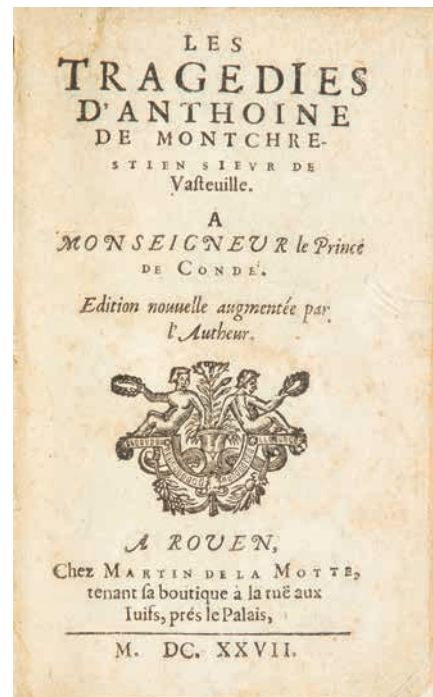 LES
TRAGEDIES
D'ANTHOINE
DE MONTCHRE-
STIEN SIEVR DE
Vaſteuille.
A
MONSEIGNEVR le Prince
DE CONDE.
Edition nouuelle augmentée par
l'Autheur.
A ROVEN,
Chez MARTIN DE LA MOTTE,
tenant ſa boutique à la ruë aux
Iuifs, prés le Palais,
M. DC. XXVII.